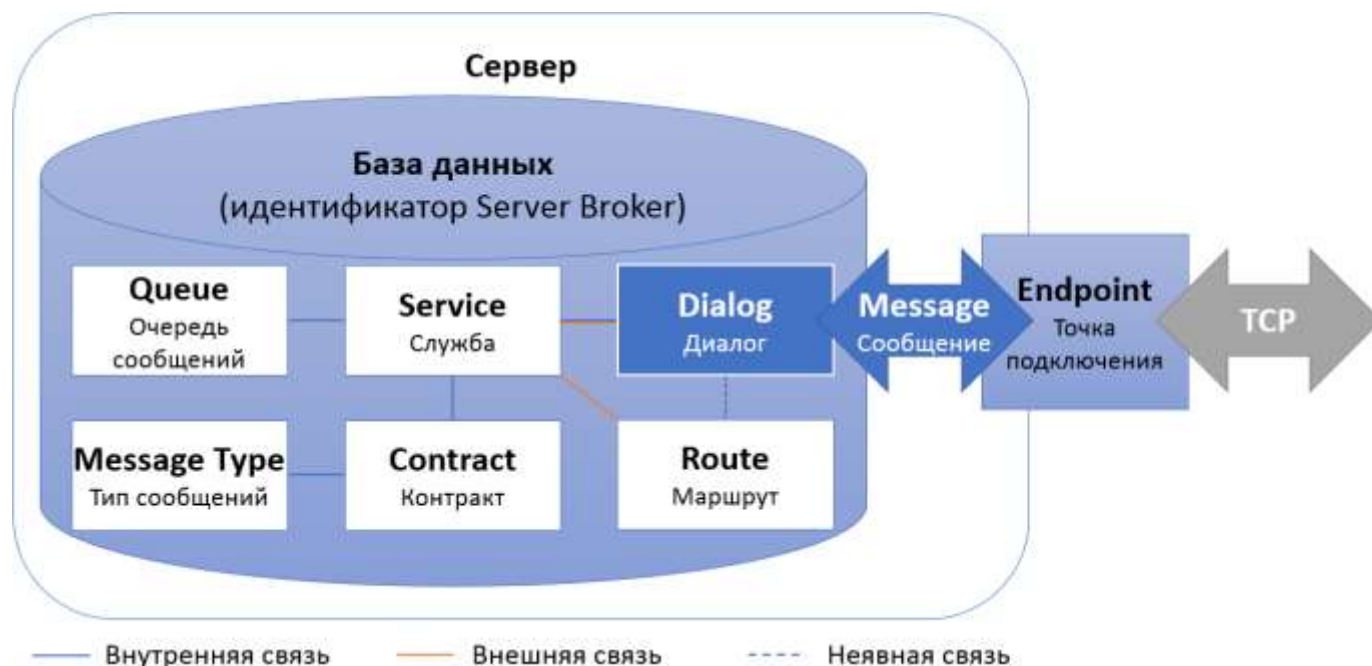 Сервер
База данных
(идентификатор Server Broker)
Queue
Очередь
сообщений
Service
Служба
Dialog
Диалог
Message
Сообщение
Endpoint
Точка
подключения
TCP
Message Type
Тип сообщений
Contract
Контракт
Route
Маршрут
Внутренняя связь
Внешняя связь
Неявная связь